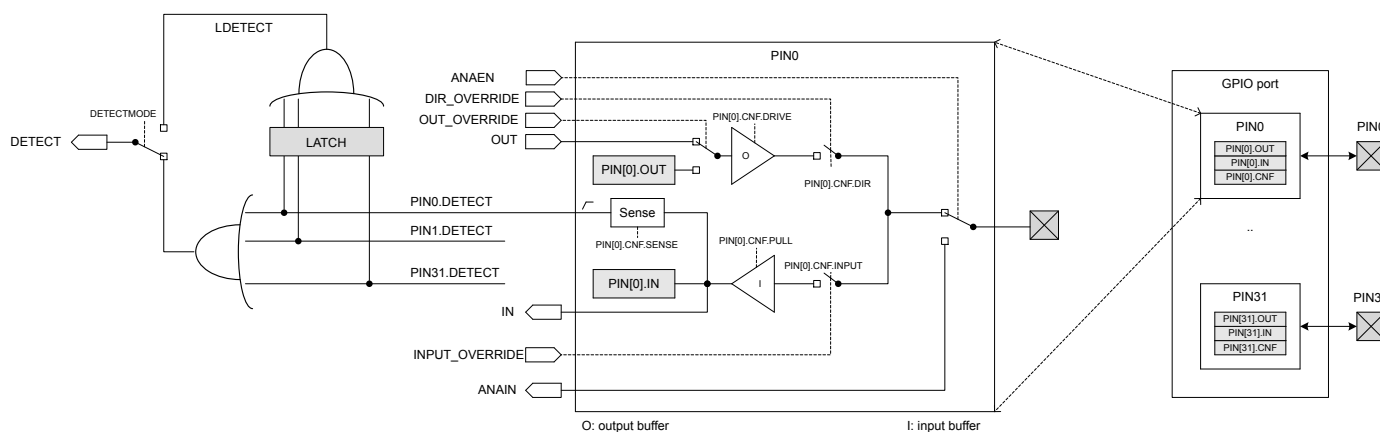 LDETECT
DETECTMODE
DETECT
LATCH
PIN0.DETECT
PIN1.DETECT
PIN31.DETECT
PIN0
ANAEN
DIR_OVERRIDE
OUT_OVERRIDE
OUT
PIN[0].CNF.DRIVE
O
PIN[0].OUT
PIN[0].CNF.DIR
Sense
PIN[0].CNF.SENSE
PIN[0].CNF.PULL
PIN[0].CNF.INPUT
PIN[0].IN
I
IN
INPUT_OVERRIDE
ANAIN
O: output buffer
I: input buffer
GPIO port
PIN0
PIN[0].OUT
PIN[0].IN
PIN[0].CNF
PIN0
..
PIN31
PIN[31].OUT
PIN[31].IN
PIN[31].CNF
PIN3